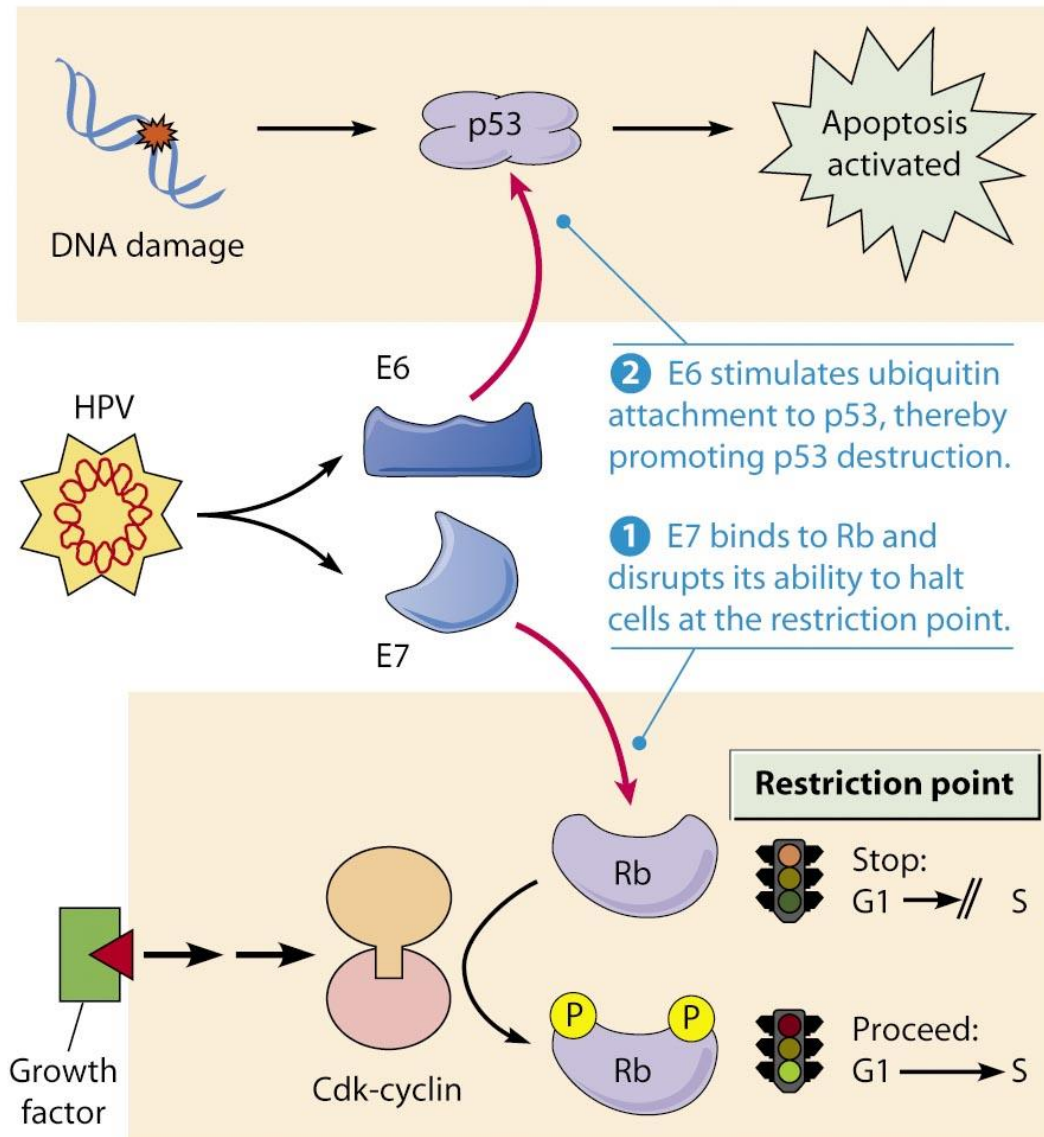 DNA damage
p53
Apoptosis
activated
E6
HPV
2 E6 stimulates ubiquitin
attachment to p53, thereby
promoting p53 destruction.
1 E7 binds to Rb and
disrupts its ability to halt
cells at the restriction point.
E7
Restriction point
Rb
Stop:
G1 S
Growth
factor
Cdk-cyclin
P P
Rb
Proceed:
G1 S